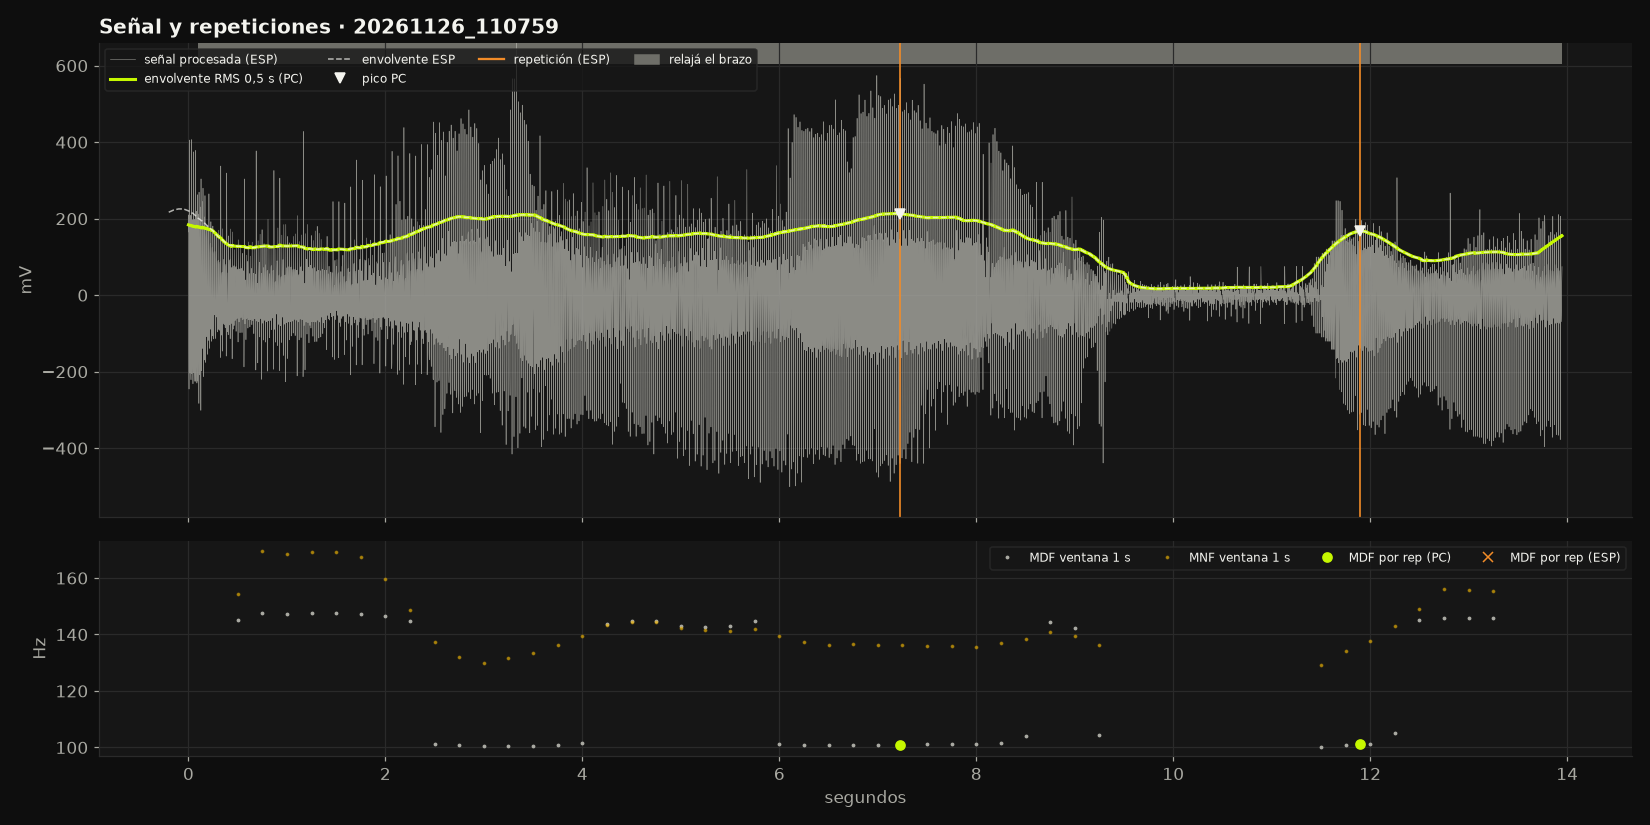 Señal y repeticiones · 20261126_110759
señal procesada (ESP)
envolvente RMS 0,5 s (PC)
envolvente ESP
pico PC
repetición (ESP)
relajá el brazo
600
400
200
0
−200
−400
mV
MDF ventana 1 s
MNF ventana 1 s
MDF por rep (PC)
MDF por rep (ESP)
160
140
120
100
Hz
0
2
4
6
8
10
12
14
segundos